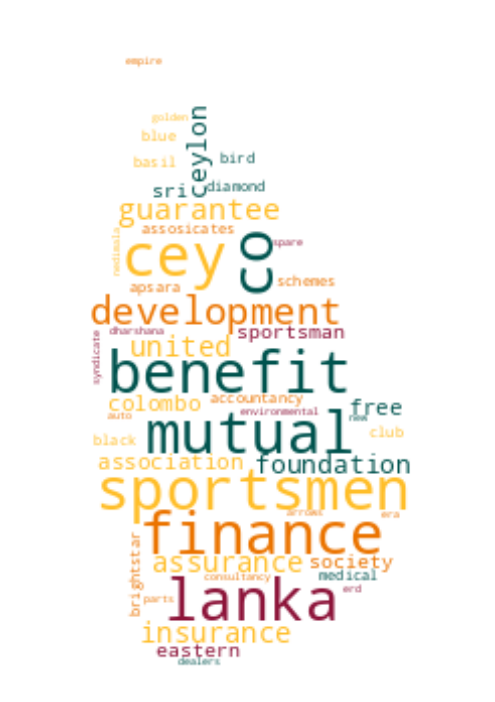 empire
golden
ceylon
blue
basil
bird
sri
diamond
guarantee
assosicates
nedimala
cey
co
spare
apsara
schemes
development
dharshana
sportsman
syndicate
united
benefit
colombo
accountancy
environmental
free
auto
new
mutual
black
club
association
foundation
sportsmen
arrows
era
finance
brightstar
assurance
society
consultancy
medical
lanka
erd
parts
insurance
eastern
dealers